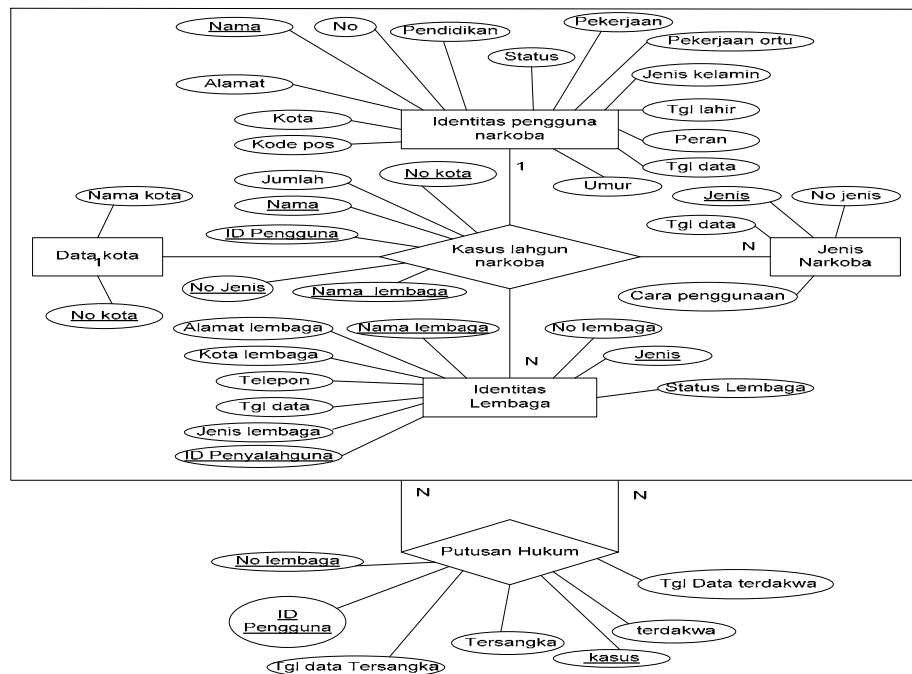 Nama
No
Pendidikan
Pekerjaan
Pekerjaan ortu
Status
Jenis kelamin
Alamat
Tgl lahir
Kota
Identitas pengguna
narkoba
Peran
Kode pos
Tgl data
1
Umur
No kota
Jumlah
Nama
ID Pengguna
Nama kota
Data kota
1
No kota
Kasus lahgun
narkoba
Jenis
No jenis
Tgl data
N
Jenis
Narkoba
Cara penggunaan
No Jenis
Nama lembaga
Alamat lembaga
Nama lembaga
No lembaga
Kota lembaga
N
Jenis
Telepon
Identitas
Lembaga
Status Lembaga
Tgl data
Jenis lembaga
ID Penyalahguna
N
N
Putusan Hukum
No lembaga
Tgl Data terdakwa
ID
Pengguna
terdakwa
Tersangka
kasus
Tgl data Tersangka